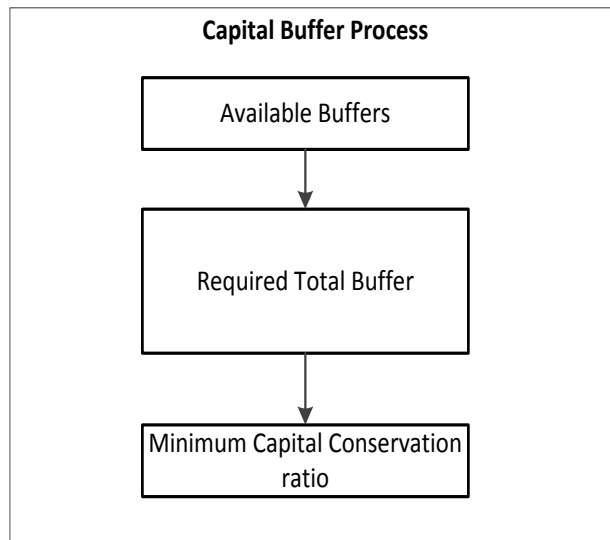 Capital Buffer Process
Available Buffers
Required Total Buffer
Minimum Capital Conservation
ratio